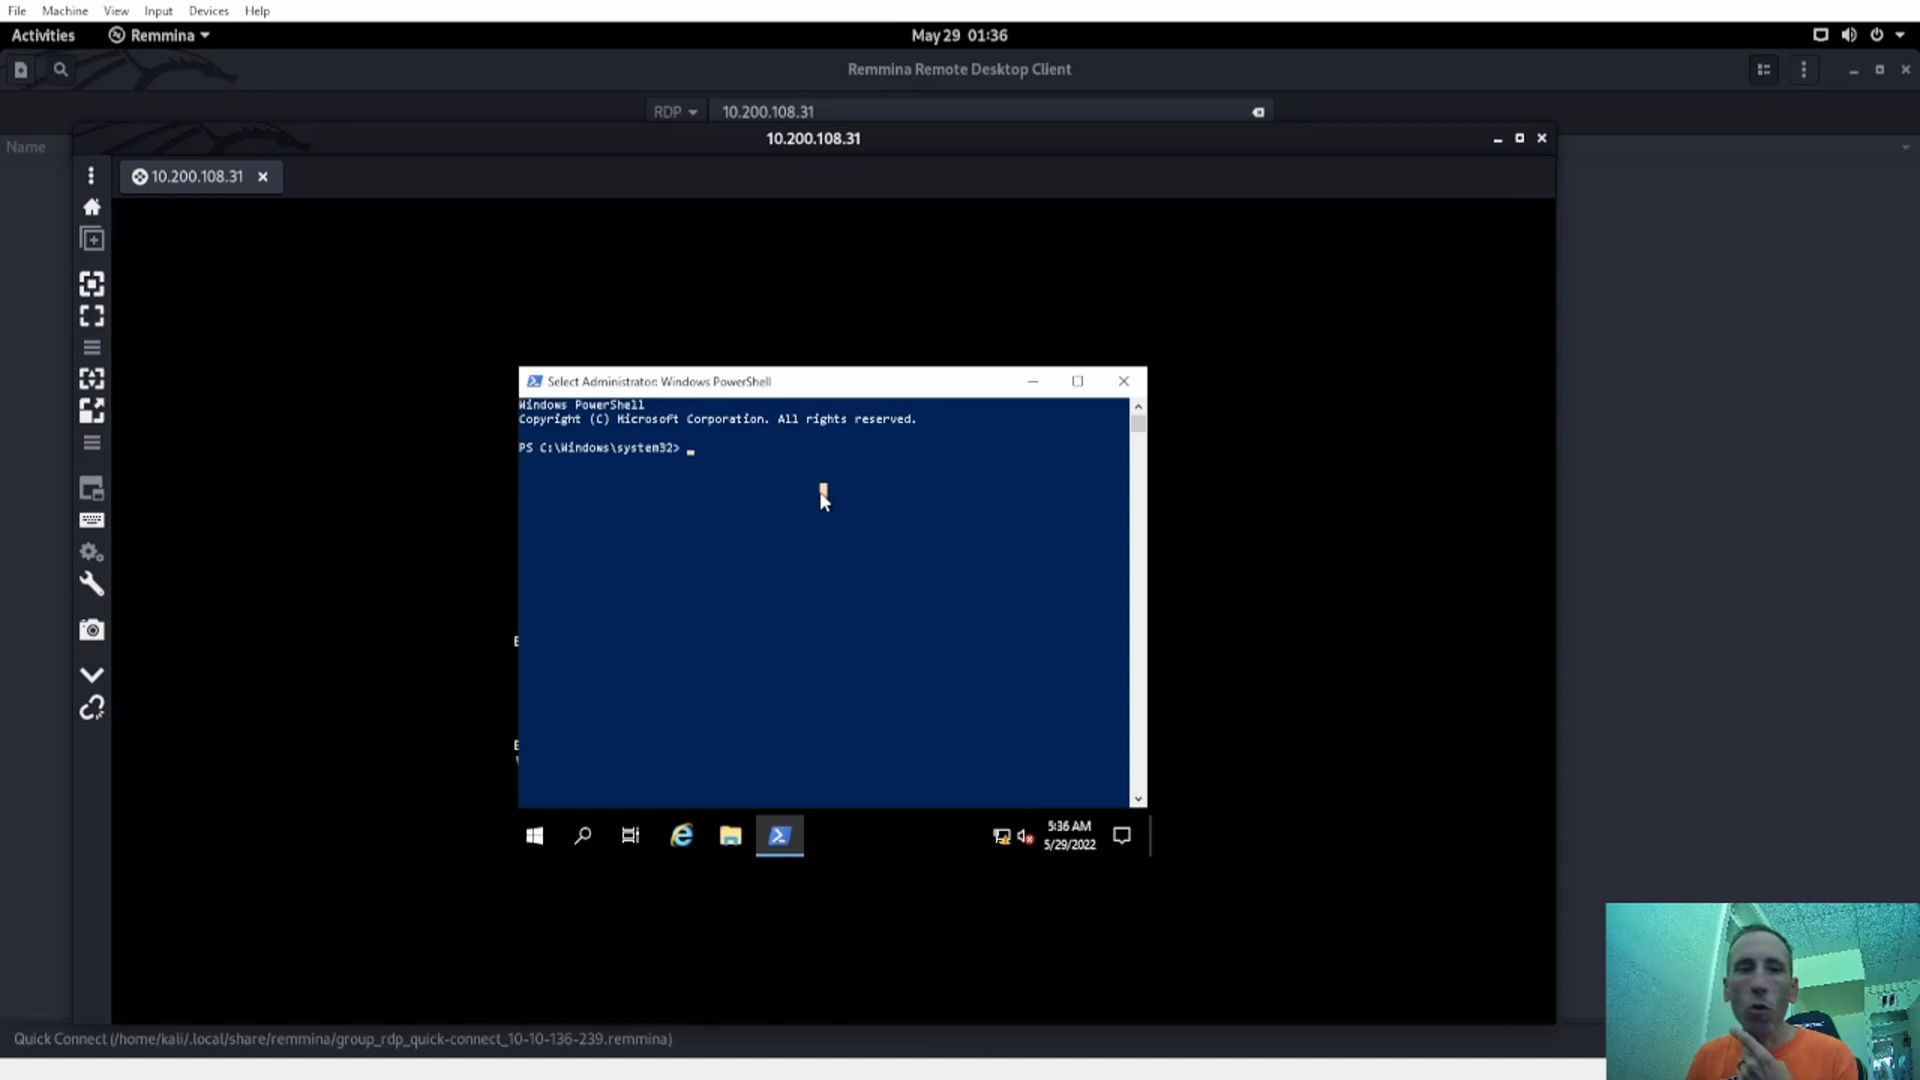 File Machine View Input Devices Help
Activities Remmina May 29 01:36
Remmina Remote Desktop Client
RDP 10.200.108.31
10.200.108.31
Name
10.200.108.31
Select Administrator: Windows PowerShell
Windows PowerShell
Copyright (C) Microsoft Corporation. All rights reserved.
PS C:\Windows\system32>
E
E
5:36 AM
5/29/2022
Quick Connect (/home/kali/.local/share/remmina/group_rdp_quick-connect_10-10-136-239.remmina)